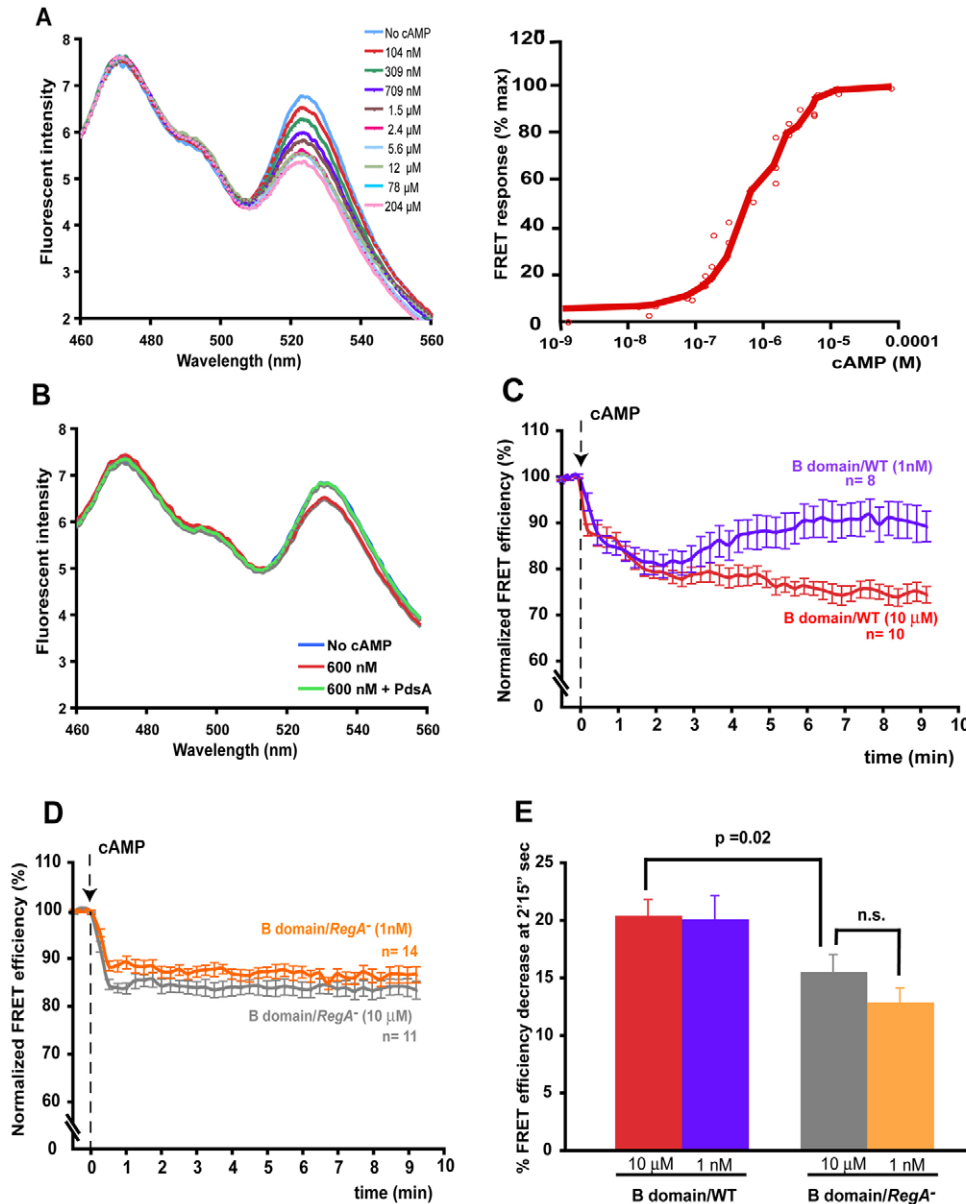 A
Fluorescent intensity
8
7
6
5
4
3
2
460 480 500 520 540 560
Wavelength (nm)
No cAMP
104 nM
309 nM
709 nM
1.5 µM
2.4 µM
5.6 µM
12 µM
78 µM
204 µM
FRET response (% max)
120
100
80
60
40
20
0
10-9 10-8 10-7 10-6 10-5 0.0001
cAMP (M)
B
Fluorescent intensity
8
7
6
5
4
3
2
460 480 500 520 540 560
Wavelength (nm)
No cAMP
600 nM
600 nM + PdsA
C
cAMP
Normalized FRET efficiency (%)
110
100
90
80
70
60
0
0 1 2 3 4 5 6 7 8 9 10
time (min)
B domain/WT (1nM)
n= 8
B domain/WT (10 µM)
n= 10
D
cAMP
Normalized FRET efficiency (%)
110
100
90
80
70
60
0
0 1 2 3 4 5 6 7 8 9 10
time (min)
B domain/RegA- (1nM)
n= 14
B domain/RegA- (10 µM)
n= 11
E
% FRET efficiency decrease at 2'15'' sec
25
20
15
10
5
0
p =0.02
n.s.
10 µM 1 nM 10 µM 1 nM
B domain/WT B domain/RegA-